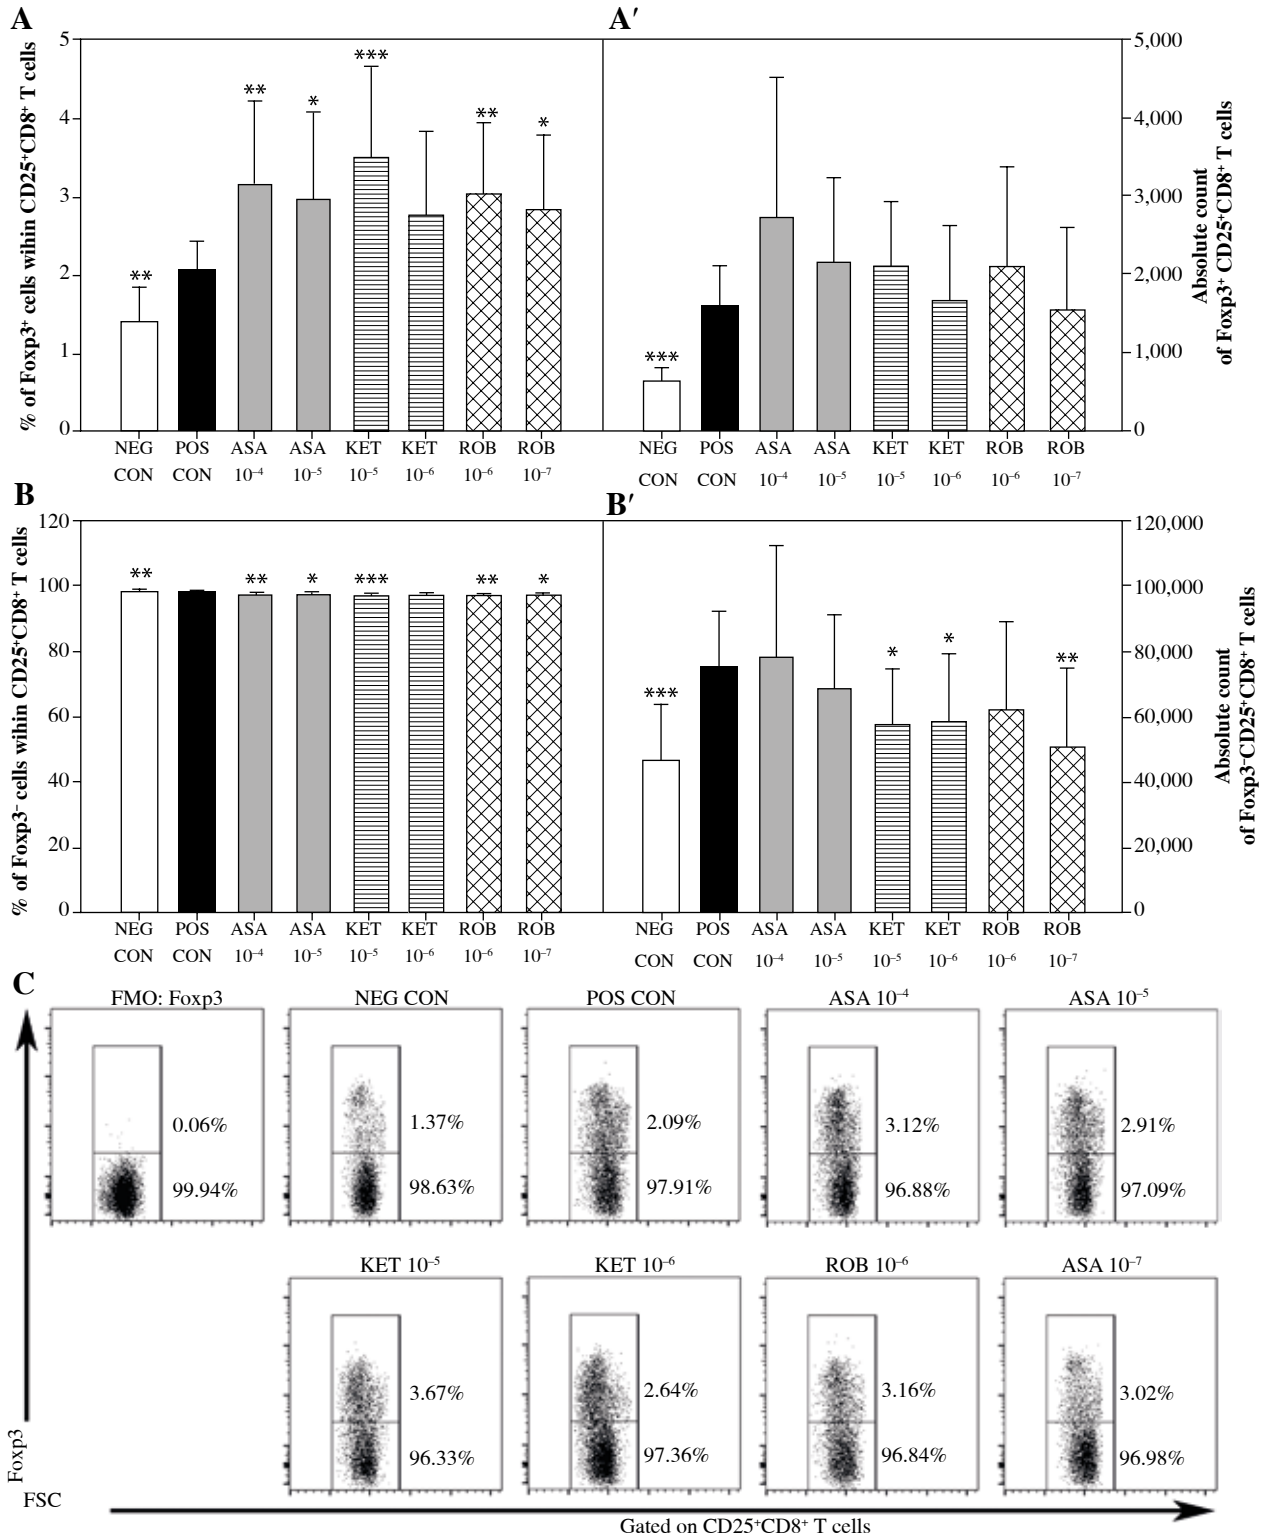 A
A′
% of Foxp3⁺ cells wihin CD25⁺CD8⁺ T cells
5
4
3
2
1
0
** ** * *** ** *
NEG POS ASA ASA KET KET ROB ROB
CON CON 10⁻⁴ 10⁻⁵ 10⁻⁵ 10⁻⁶ 10⁻⁶ 10⁻⁷
***
5,000
4,000
3,000
2,000
1,000
0
Absolute count
of Foxp3⁺ CD25⁺CD8⁺ T cells
NEG POS ASA ASA KET KET ROB ROB
CON CON 10⁻⁴ 10⁻⁵ 10⁻⁵ 10⁻⁶ 10⁻⁶ 10⁻⁷
B
B′
% of Foxp3⁻ cells wihin CD25⁺CD8⁺ T cells
120
100
80
60
40
20
0
** ** * *** ** *
NEG POS ASA ASA KET KET ROB ROB
CON CON 10⁻⁴ 10⁻⁵ 10⁻⁵ 10⁻⁶ 10⁻⁶ 10⁻⁷
*** * * **
120,000
100,000
80,000
60,000
40,000
20,000
0
Absolute count
of Foxp3⁻CD25⁺CD8⁺ T cells
NEG POS ASA ASA KET KET ROB ROB
CON CON 10⁻⁴ 10⁻⁵ 10⁻⁵ 10⁻⁶ 10⁻⁶ 10⁻⁷
C
FMO: Foxp3 NEG CON POS CON ASA 10⁻⁴ ASA 10⁻⁵
0.06% 1.37% 2.09% 3.12% 2.91%
99.94% 98.63% 97.91% 96.88% 97.09%
KET 10⁻⁵ KET 10⁻⁶ ROB 10⁻⁶ ASA 10⁻⁷
3.67% 2.64% 3.16% 3.02%
96.33% 97.36% 96.84% 96.98%
Foxp3
FSC
Gated on CD25⁺CD8⁺ T cells